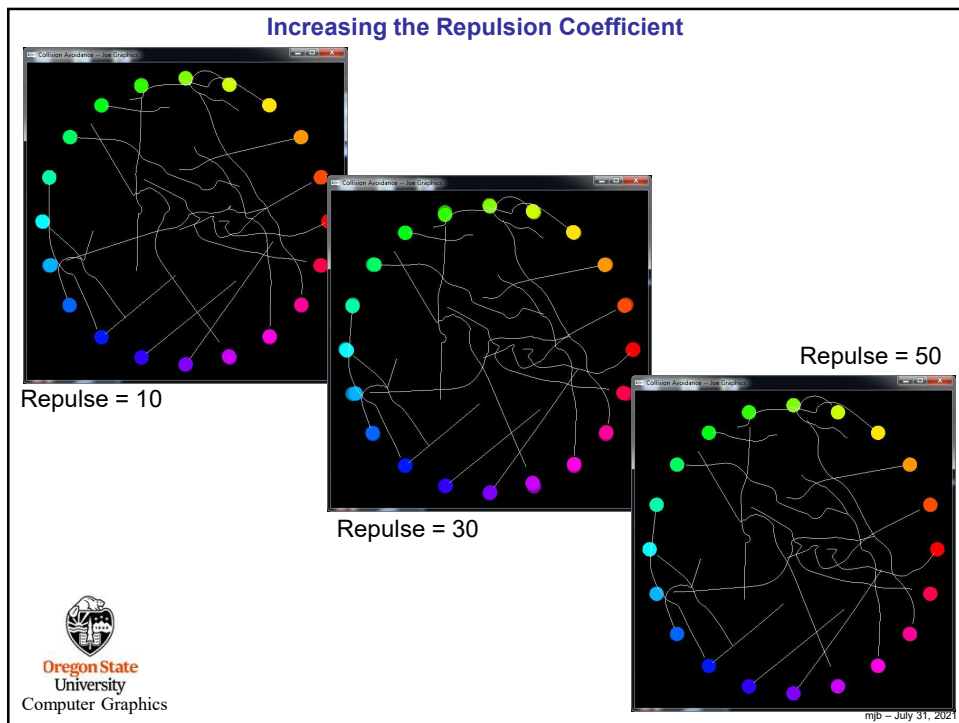 Increasing the Repulsion Coefficient
Collision Avoidance -- Joe Graphics
Repulse = 10
Collision Avoidance -- Joe Graphics
Repulse = 30
Repulse = 50
Collision Avoidance -- Joe Graphics
Oregon State
University
Computer Graphics
mjb – July 31, 2021